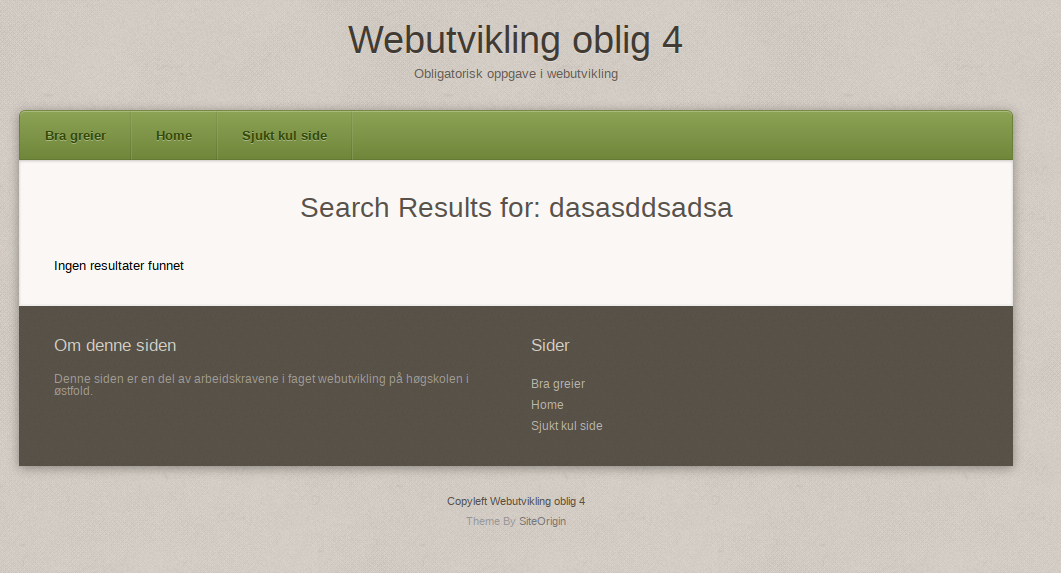 Webutvikling oblig 4
Obligatorisk oppgave i webutvikling
Bra greier Home Sjukt kul side
Search Results for: dasasddsadsa
Ingen resultater funnet
Om denne siden
Denne siden er en del av arbeidskravene i faget webutvikling på høgskolen i
østfold.
Sider
Bra greier
Home
Sjukt kul side
Copyleft Webutvikling oblig 4
Theme By SiteOrigin